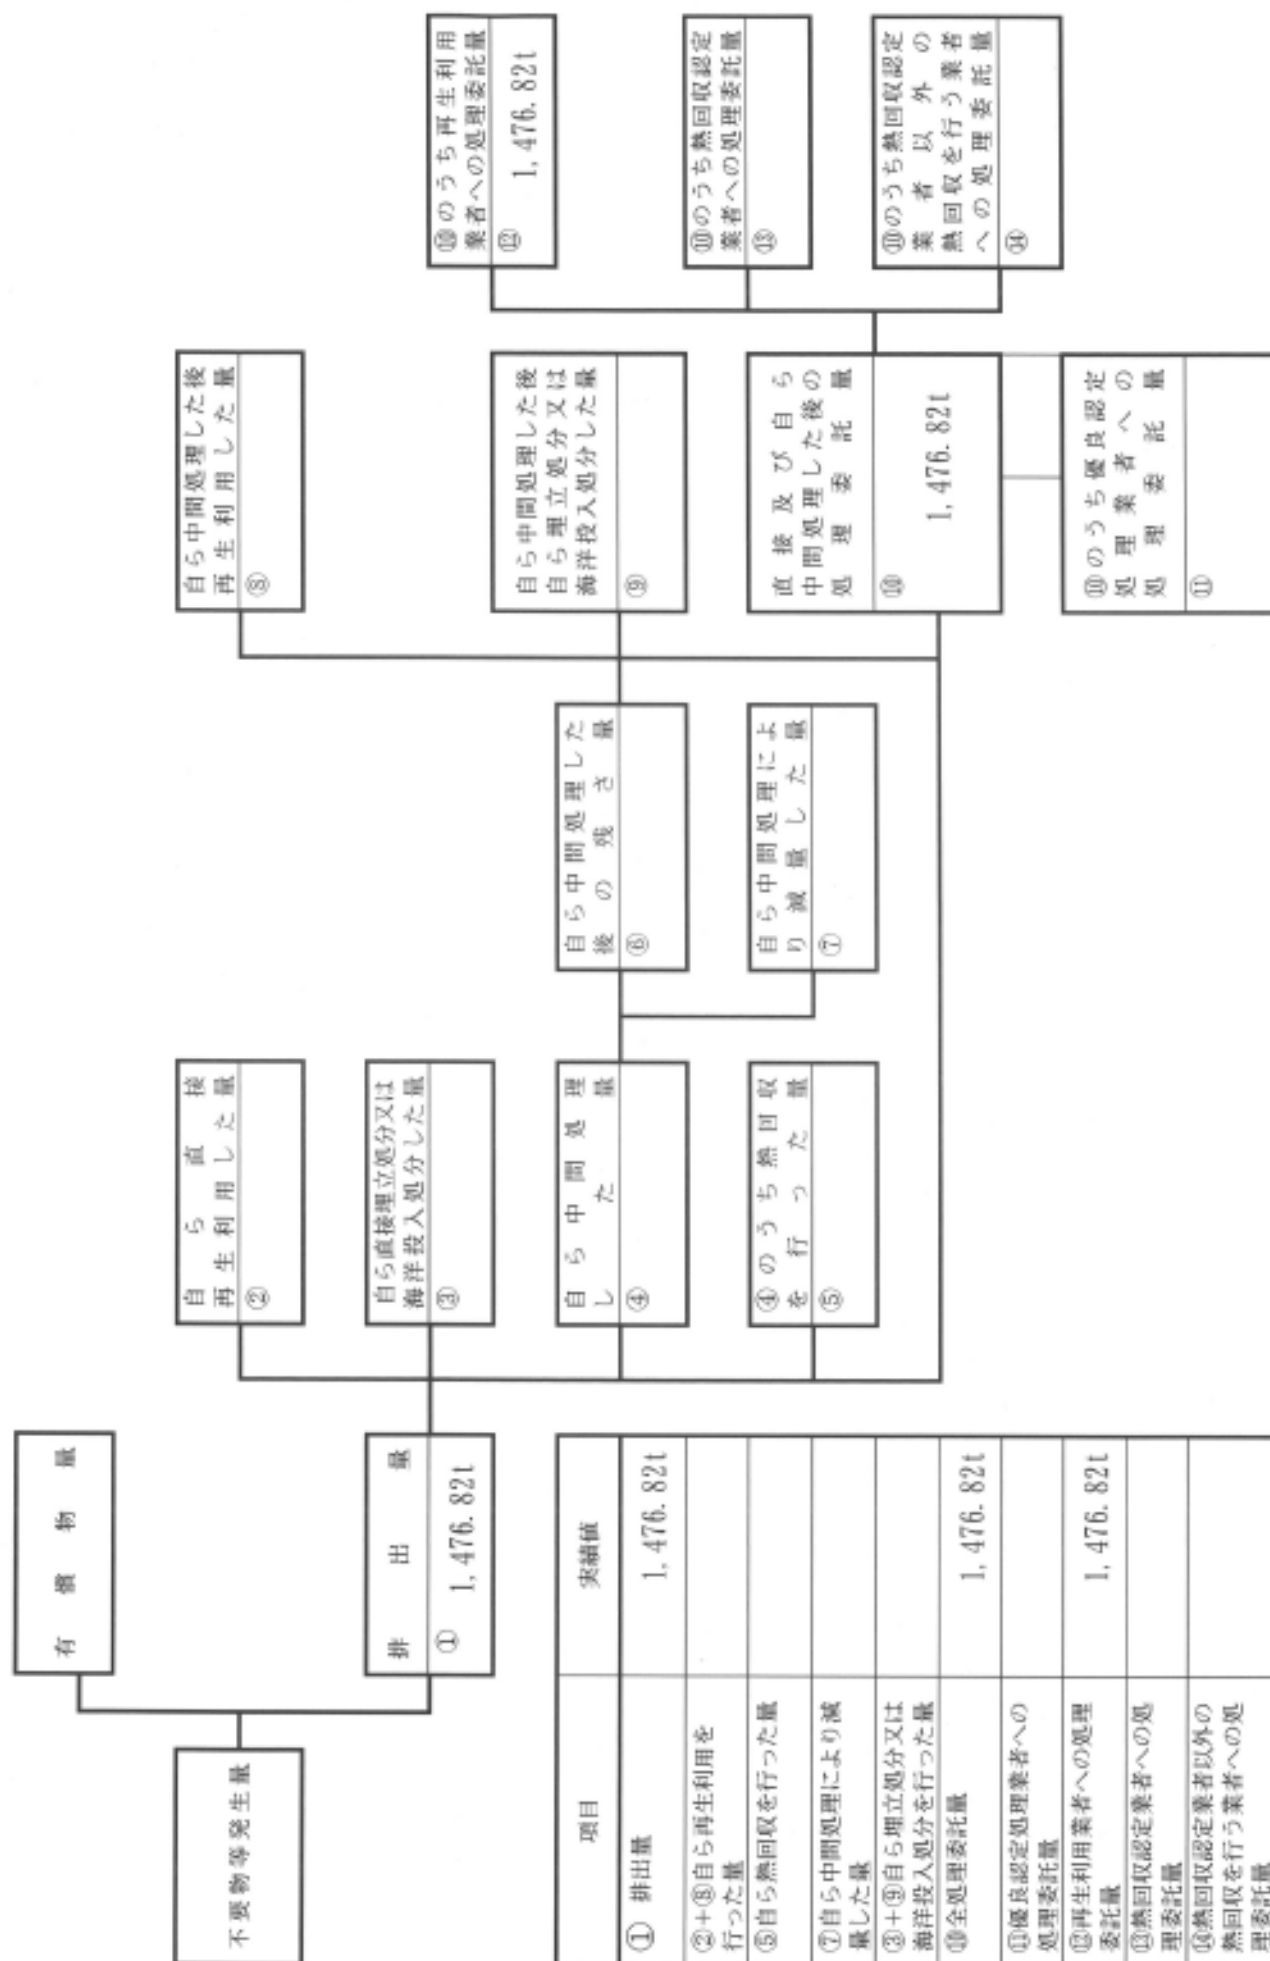 不要物等発生量
有償物量
排出量
① 1,476.82t
自ら直接
再生利用した量
②
自ら直接埋立処分又は
海洋投入処分した量
③
自ら中間処理
した量
④
④のうち熱回収
を行った量
⑤
自ら中間処理した
後の残さ量
⑥
自ら中間処理によ
り減量した量
⑦
自ら中間処理した後
再生利用した量
⑧
自ら中間処理した後
自ら埋立処分又は
海洋投入処分した量
⑨
直接及び自ら
中間処理した後の
処理委託量
⑩
1,476.82t
⑩のうち優良認定
処理業者への
処理委託量
⑪
⑩のうち再生利用
業者への処理委託量
⑫ 1,476.82t
⑩のうち熱回収認定
業者への処理委託量
⑬
⑩のうち熱回収認定
業者以外の
熱回収を行う業者
への処理委託量
⑭
項目 実績値
① 排出量 1,476.82t
②+⑧自ら再生利用を
行った量
⑤自ら熱回収を行った量
⑦自ら中間処理により減
量した量
③+⑨自ら埋立処分又は
海洋投入処分を行った量
⑩全処理委託量 1,476.82t
⑪優良認定処理業者への
処理委託量
⑫再生利用業者への処理
委託量 1,476.82t
⑬熱回収認定業者への処
理委託量
⑭熱回収認定業者以外の
熱回収を行う業者への処
理委託量